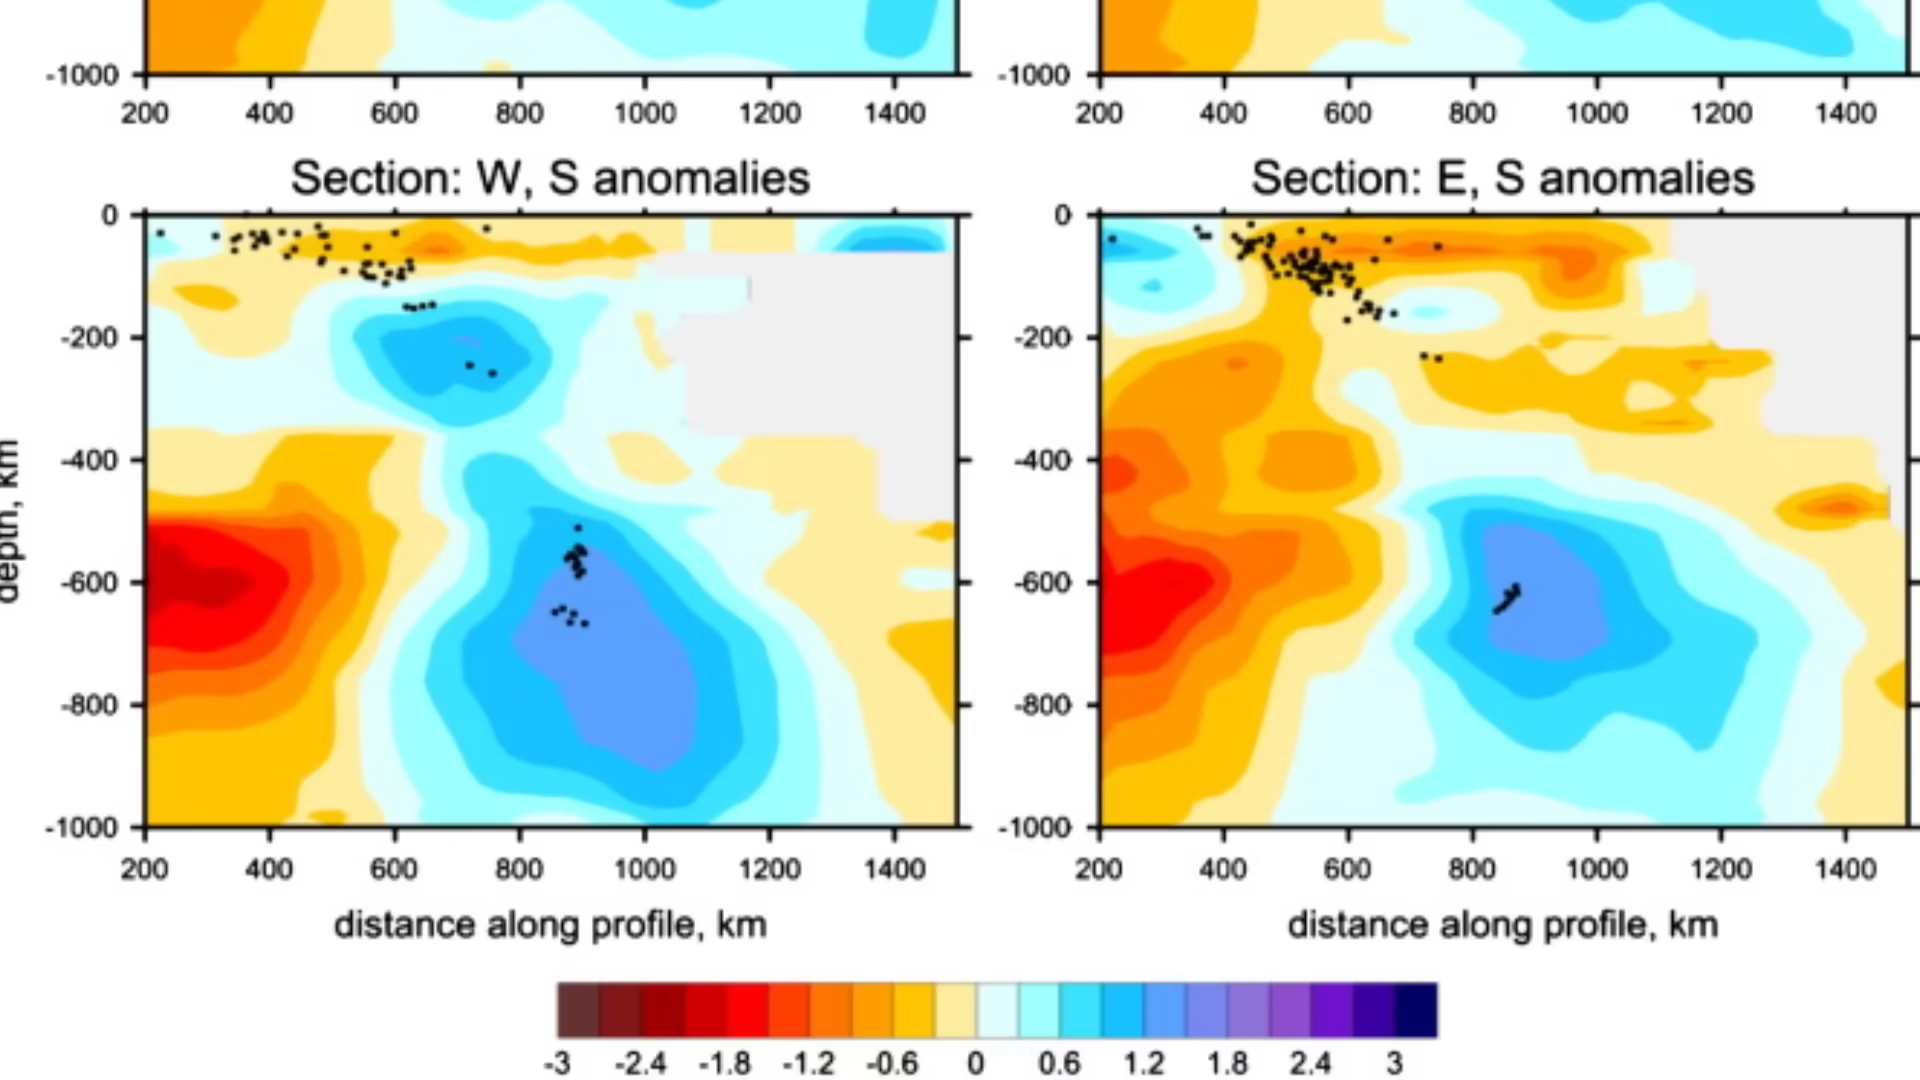 -1000
200 400 600 800 1000 1200 1400
-1000
200 400 600 800 1000 1200 1400
Section: W, S anomalies
Section: E, S anomalies
0
-200
-400
-600
-800
-1000
depth, km
200 400 600 800 1000 1200 1400
distance along profile, km
0
-200
-400
-600
-800
-1000
200 400 600 800 1000 1200 1400
distance along profile, km
-3 -2.4 -1.8 -1.2 -0.6 0 0.6 1.2 1.8 2.4 3